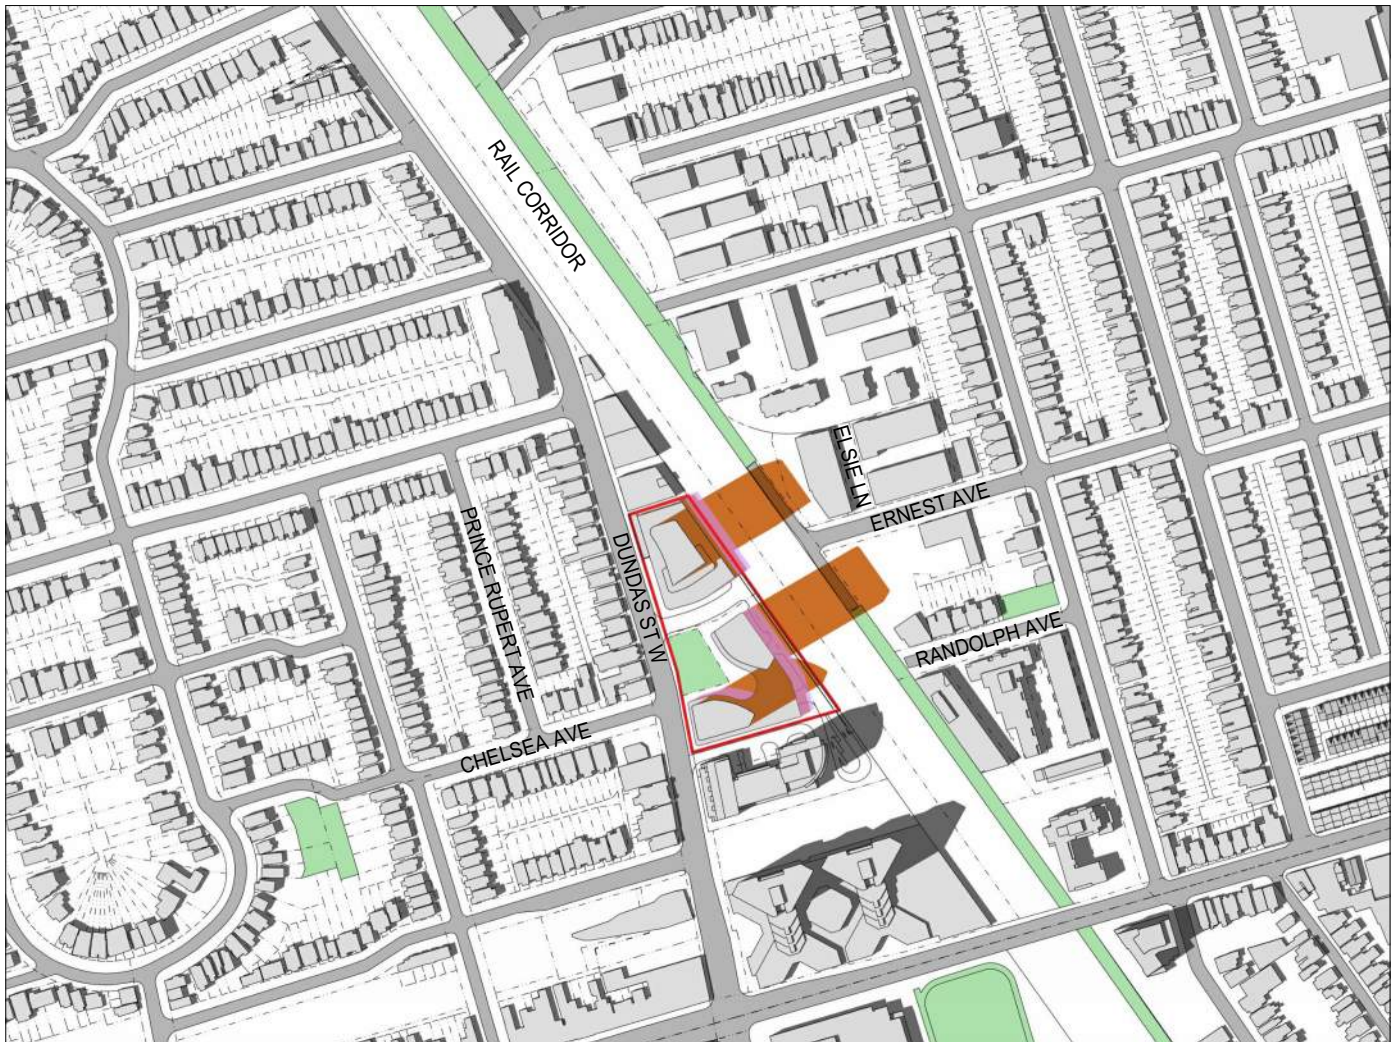 RAIL CORRIDOR
ELSIE LN
ERNEST AVE
PRINCE RUPERT AVE
DUNDAS ST W
RANDOLPH AVE
CHELSEA AVE